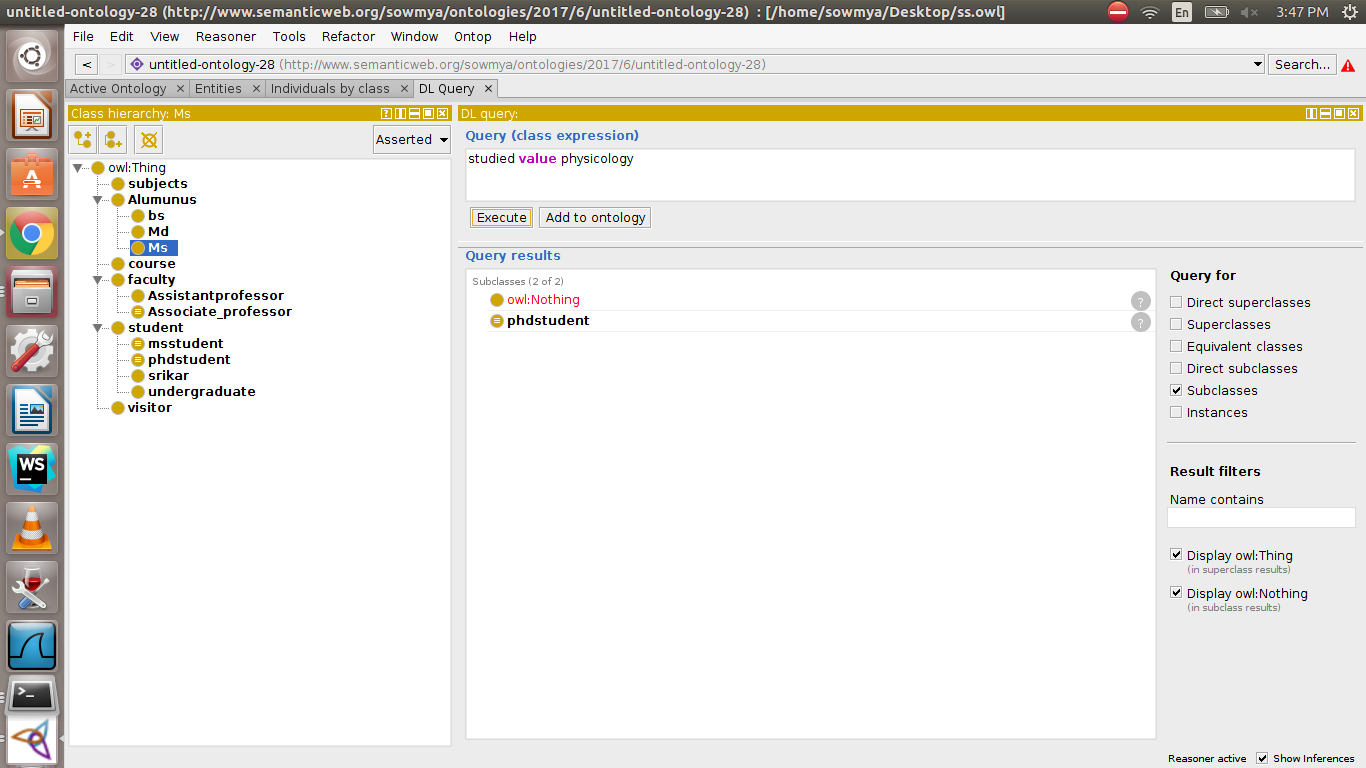 untitled-ontology-28 (http://www.semanticweb.org/sowmya/ontologies/2017/6/untitled-ontology-28) : [/home/sowmya/Desktop/ss.owl]
En
3:47 PM
File Edit View Reasoner Tools Refactor Window Ontop Help
< > untitled-ontology-28 (http://www.semanticweb.org/sowmya/ontologies/2017/6/untitled-ontology-28) Search...
Active Ontology × Entities × Individuals by class × DL Query ×
Class hierarchy: Ms
Asserted
owl:Thing
subjects
Alumunus
bs
Md
Ms
course
faculty
Assistantprofessor
Associate_professor
student
msstudent
phdstudent
srikar
undergraduate
visitor
DL query:
Query (class expression)
studied value physicology
Execute Add to ontology
Query results
Subclasses (2 of 2)
owl:Nothing ?
phdstudent ?
Query for
Direct superclasses
Superclasses
Equivalent classes
Direct subclasses
Subclasses
Instances
Result filters
Name contains
Display owl:Thing
(in superclass results)
Display owl:Nothing
(in subclass results)
Reasoner active Show Inferences
WS